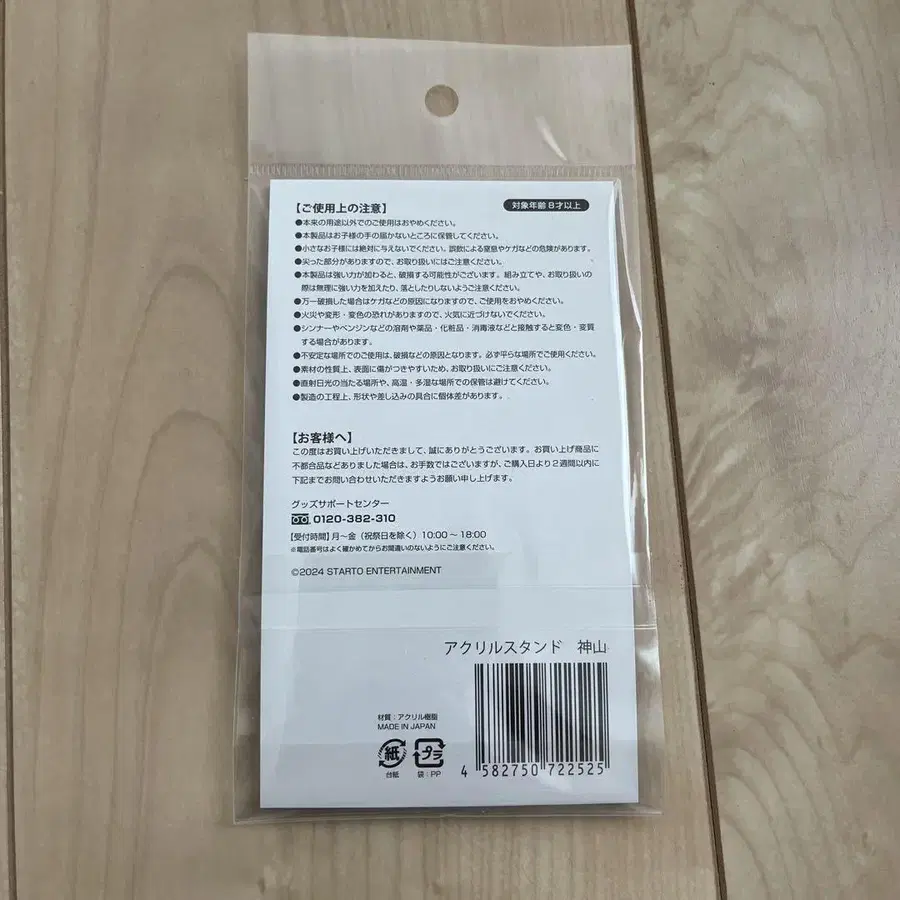 【ご使用上の注意】
対象年齢8才以上
●本来の用途以外でのご使用はおやめください。
●本製品はお子様の手の届かないところに保管してください。
●小さなお子様には絶対に与えないでください。誤飲による窒息やケガなどの危険があります。
●尖った部分がありますので、お取り扱いにはご注意ください。
●本製品は強い力が加わると、破損する可能性がございます。組み立てや、お取り扱いの
際は無理に強い力を加えたり、落としたりしないようご注意ください。
●万一破損した場合はケガなどの原因になりますので、ご使用をおやめください。
●火災や変形・変色の恐れがありますので、火気に近づけないでください。
●シンナーやベンジンなどの溶剤や薬品・化粧品・消毒液などと接触すると変色・変質
する場合があります。
●不安定な場所でのご使用は、破損などの原因となります。必ず平らな場所でご使用ください。
●素材の性質上、表面に傷がつきやすいため、お取り扱いにご注意ください。
●直射日光の当たる場所や、高温・多湿な場所での保管は避けてください。
●製造の工程上、形状や差し込みの具合に個体差があります。
【お客様へ】
この度はお買い上げいただきまして、誠にありがとうございます。お買い上げ商品に
不都合品などありました場合は、お手数ではございますが、ご購入日より2週間以内に
下記までお問い合わせいただきますようお願い申し上げます。
グッズサポートセンター
0120-382-310
【受付時間】月～金（祝祭日を除く）10:00～18:00
※電話番号はよく確かめてからお間違いのないようにご注意ください。
©2024 STARTO ENTERTAINMENT
アクリルスタンド 神山
材質：アクリル樹脂
MADE IN JAPAN
紙 プラ
台紙 袋：PP
4 582750 722525